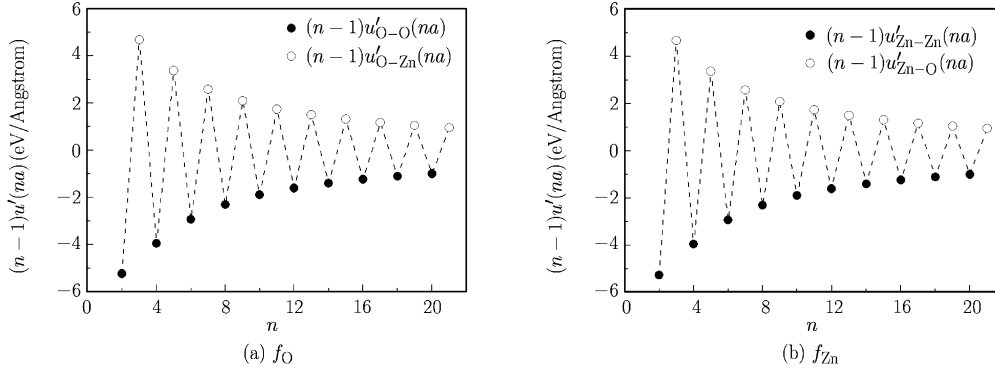 (n−1)u′(na) (eV/Angstrom)
6
4
2
0
−2
−4
−6
(n−1)u′O−O(na)
(n−1)u′O−Zn(na)
0 4 8 12 16 20
n
(a) fO
(n−1)u′(na) (eV/Angstrom)
6
4
2
0
−2
−4
−6
(n−1)u′Zn−Zn(na)
(n−1)u′Zn−O(na)
0 4 8 12 16 20
n
(b) fZn